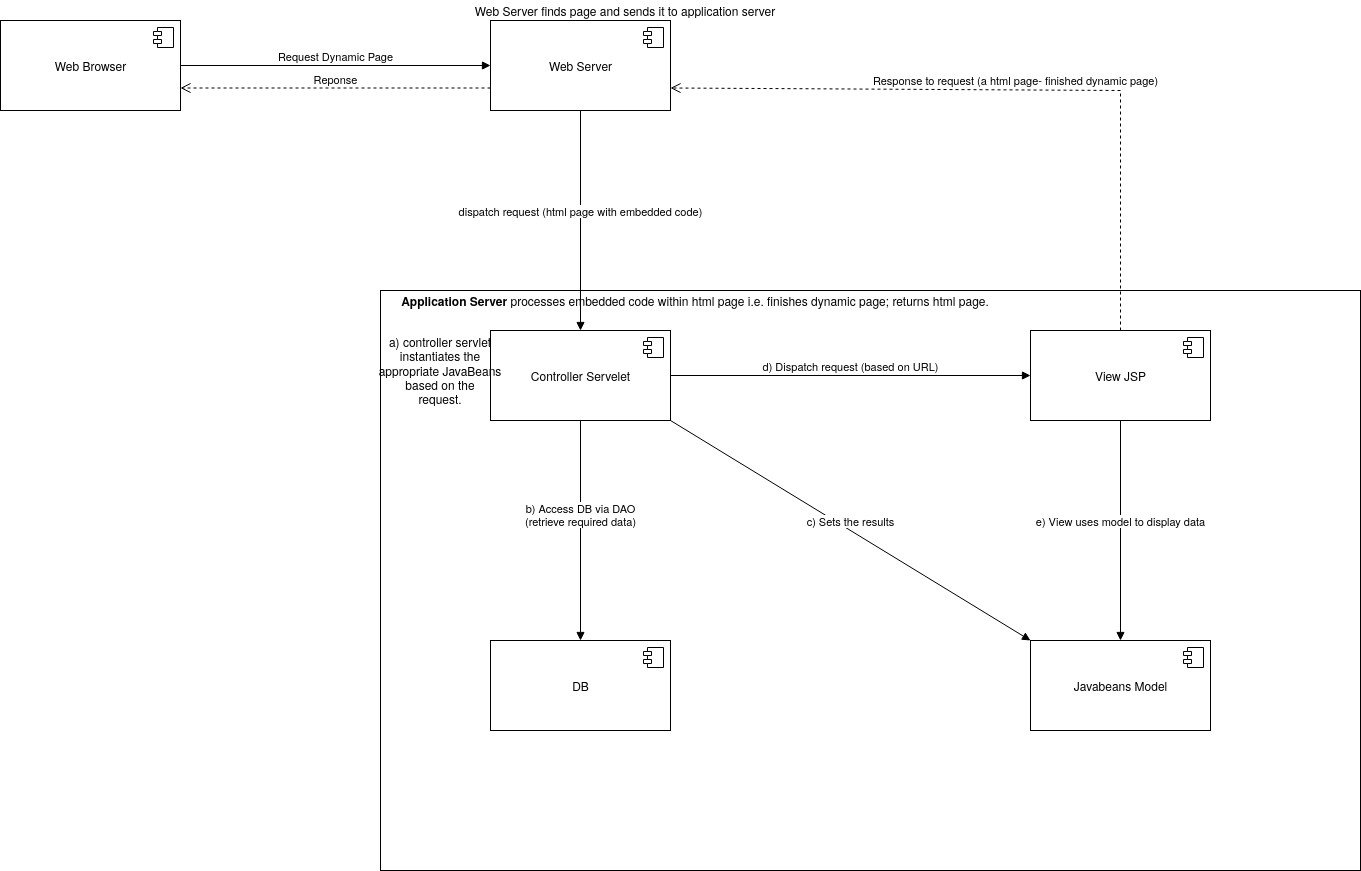 Web Server finds page and sends it to application server
Web Browser
Request Dynamic Page
Reponse
Web Server
Response to request (a html page- finished dynamic page)
dispatch request (html page with embedded code)
Application Server processes embedded code within html page i.e. finishes dynamic page; returns html page.
a) controller servlet
instantiates the
appropriate JavaBeans
based on the
request.
Controller Servelet
d) Dispatch request (based on URL)
View JSP
b) Access DB via DAO
(retrieve required data)
c) Sets the results
e) View uses model to display data
DB
Javabeans Model